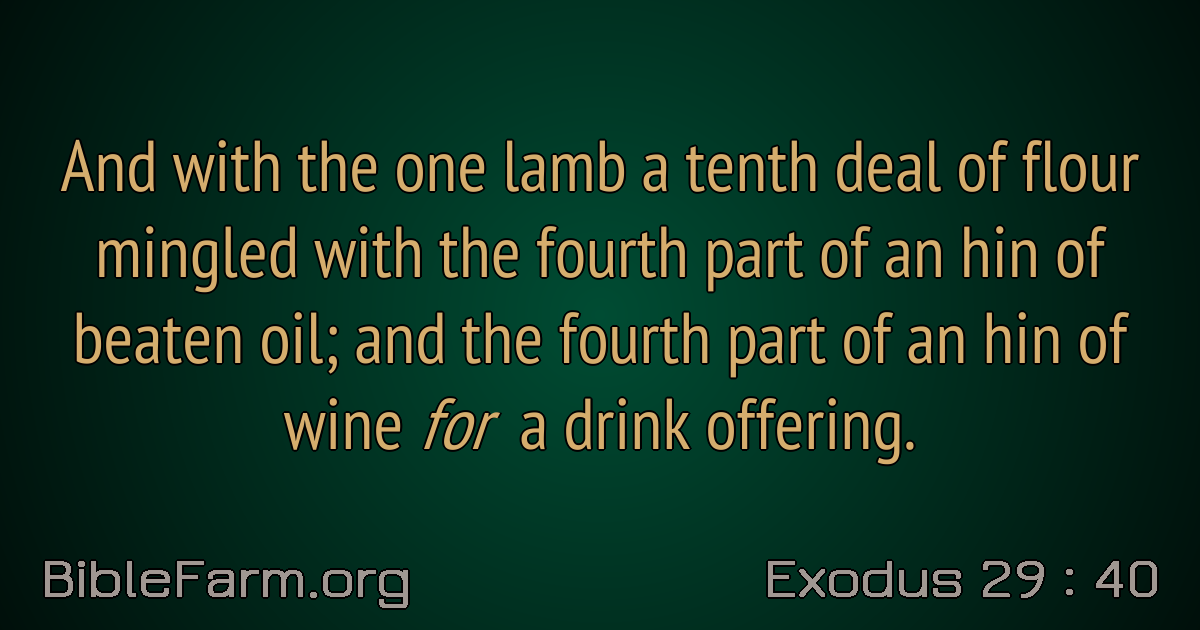 And with the one lamb a tenth deal of flour
mingled with the fourth part of an hin of
beaten oil; and the fourth part of an hin of
wine for a drink offering.
BibleFarm.org
Exodus 29 : 40